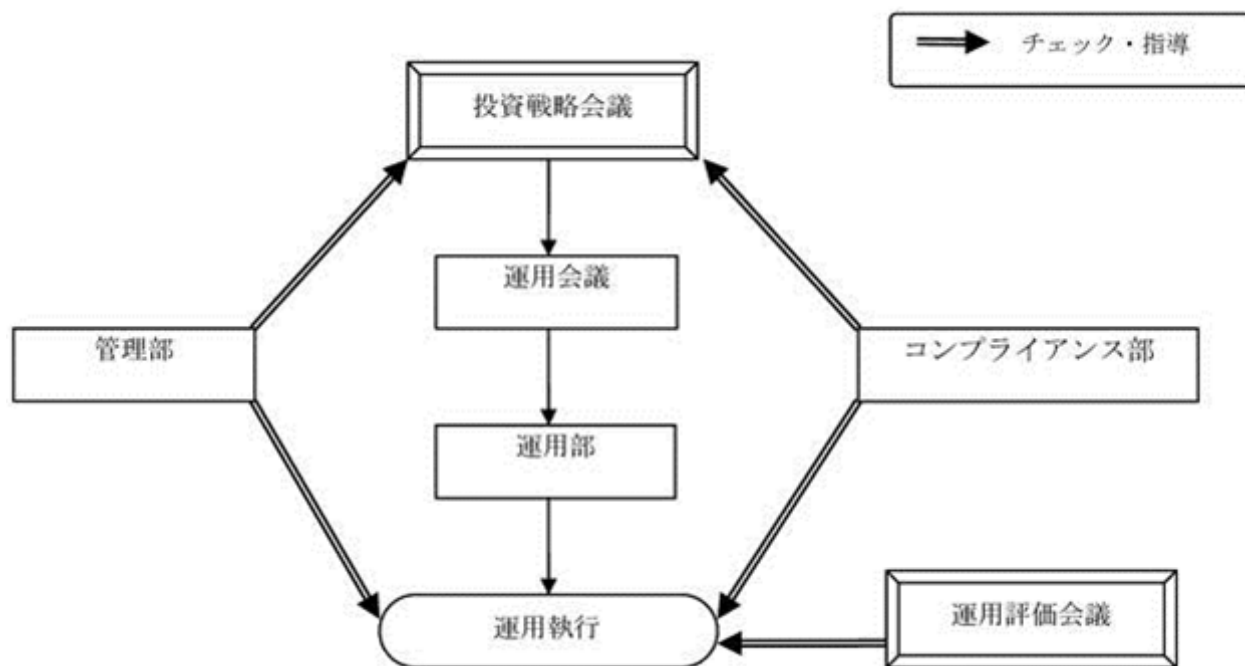 チェック・指導
投資戦略会議
運用会議
管理部
コンプライアンス部
運用部
運用執行
運用評価会議